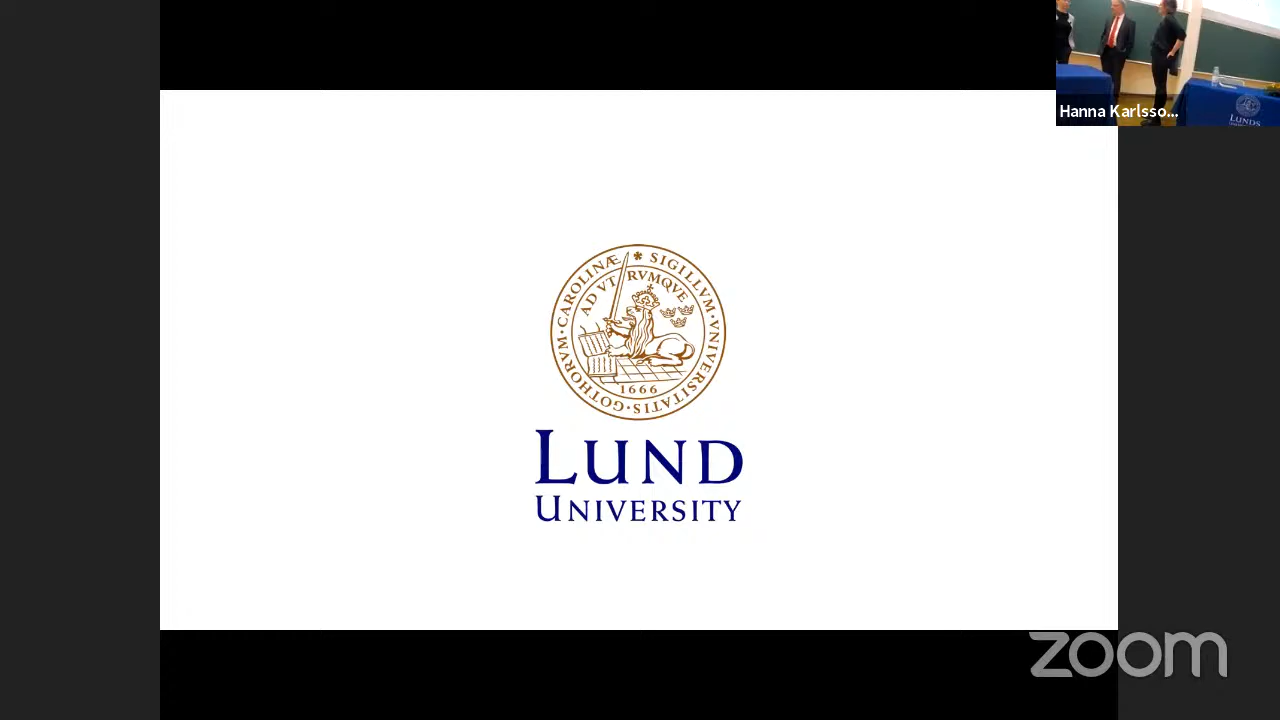 Hanna Karlsso...
LUNDS
SIGILLVM·VNIVERSITATIS·GOTHORVM·CAROLINÆ *
AD VTRVMQVE
1666
LUND
UNIVERSITY
zoom